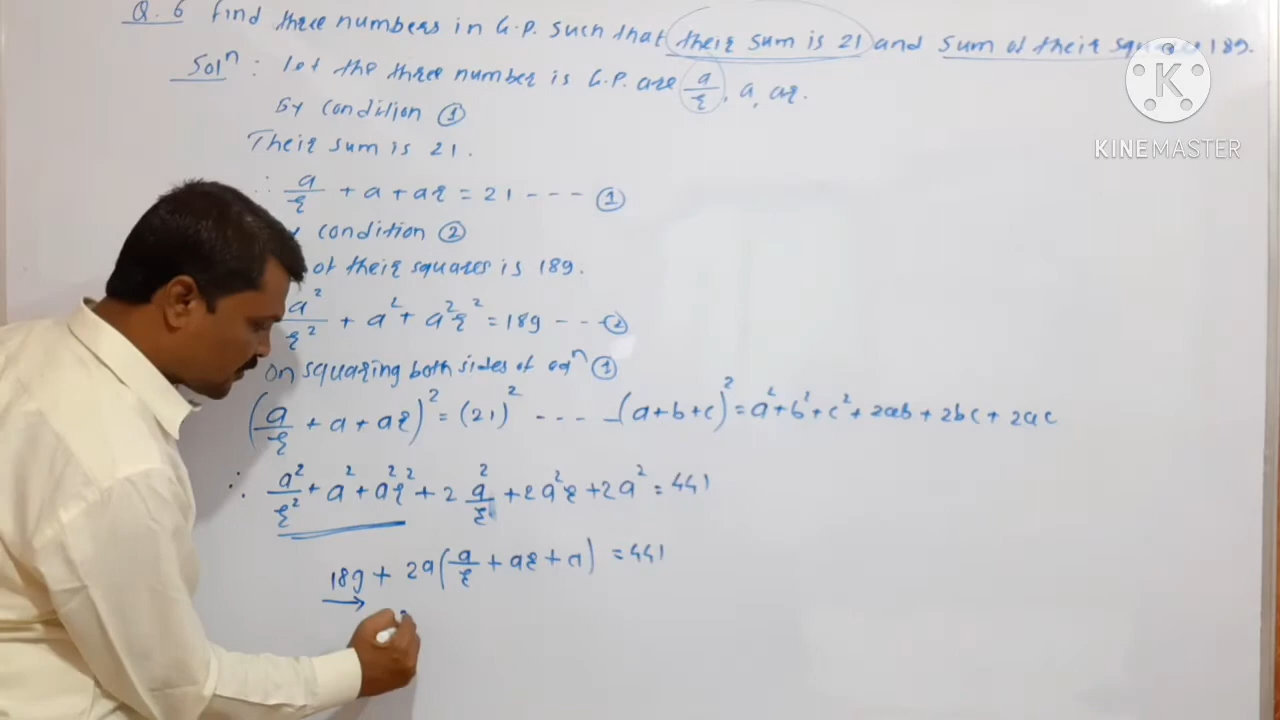 Q. 6 Find three numbers in G.P. such that their sum is 21 and sum of their squares 189.
Solⁿ : let the three number is G.P. are a/r, a, ar.
By condition ①
Their sum is 21.
∴ a/r + a + ar = 21 --- ①
condition ②
of their squares is 189.
a²/r² + a² + a²r² = 189 --- ②
on squaring both sides of eqⁿ ①
(a/r + a + ar)² = (21)² --- (a+b+c)² = a²+b²+c²+2ab+2bc+2ac
∴ a²/r² + a² + a²r² + 2 a²/r + 2a²r + 2a² = 441
189 + 2a(a/r + ar + a) = 441
K
KINEMASTER